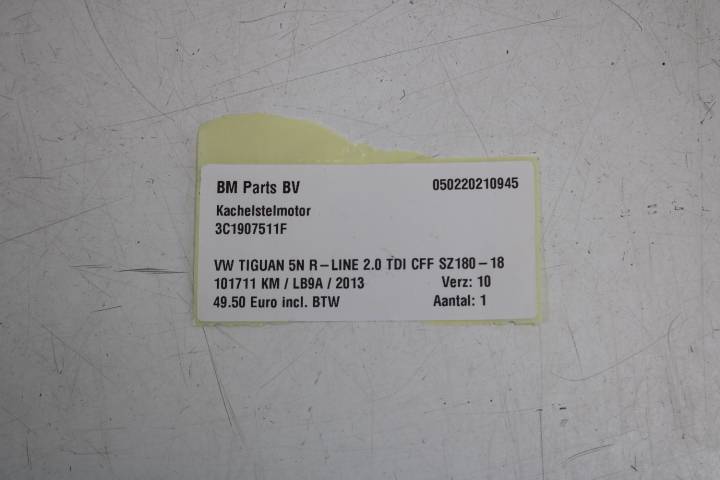 BM Parts BV 050220210945
Kachelstelmotor
3C1907511F
VW TIGUAN 5N R-LINE 2.0 TDI CFF SZ180-18
101711 KM / LB9A / 2013 Verz: 10
49.50 Euro incl. BTW Aantal: 1